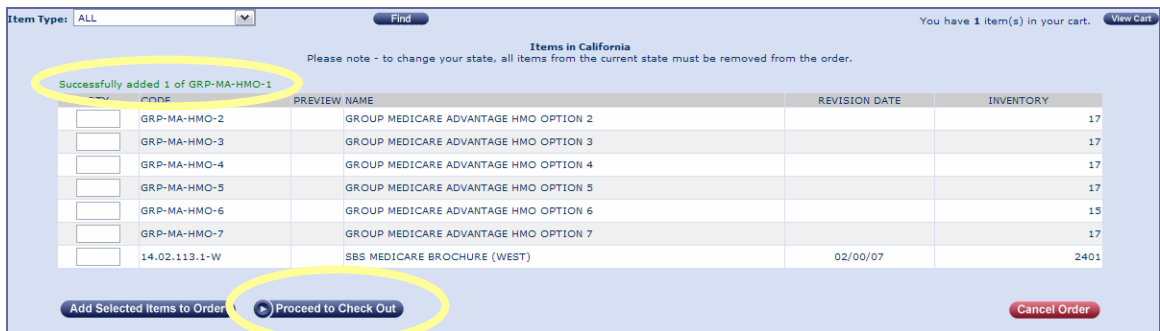 Item Type: ALL Find You have 1 item(s) in your cart. View Cart
Items in California
Please note - to change your state, all items from the current state must be removed from the order.
Successfully added 1 of GRP-MA-HMO-1
QTY CODE PREVIEW NAME REVISION DATE INVENTORY
GRP-MA-HMO-2 GROUP MEDICARE ADVANTAGE HMO OPTION 2 17
GRP-MA-HMO-3 GROUP MEDICARE ADVANTAGE HMO OPTION 3 17
GRP-MA-HMO-4 GROUP MEDICARE ADVANTAGE HMO OPTION 4 17
GRP-MA-HMO-5 GROUP MEDICARE ADVANTAGE HMO OPTION 5 17
GRP-MA-HMO-6 GROUP MEDICARE ADVANTAGE HMO OPTION 6 15
GRP-MA-HMO-7 GROUP MEDICARE ADVANTAGE HMO OPTION 7 17
14.02.113.1-W SBS MEDICARE BROCHURE (WEST) 02/00/07 2401
Add Selected Items to Order Proceed to Check Out Cancel Order